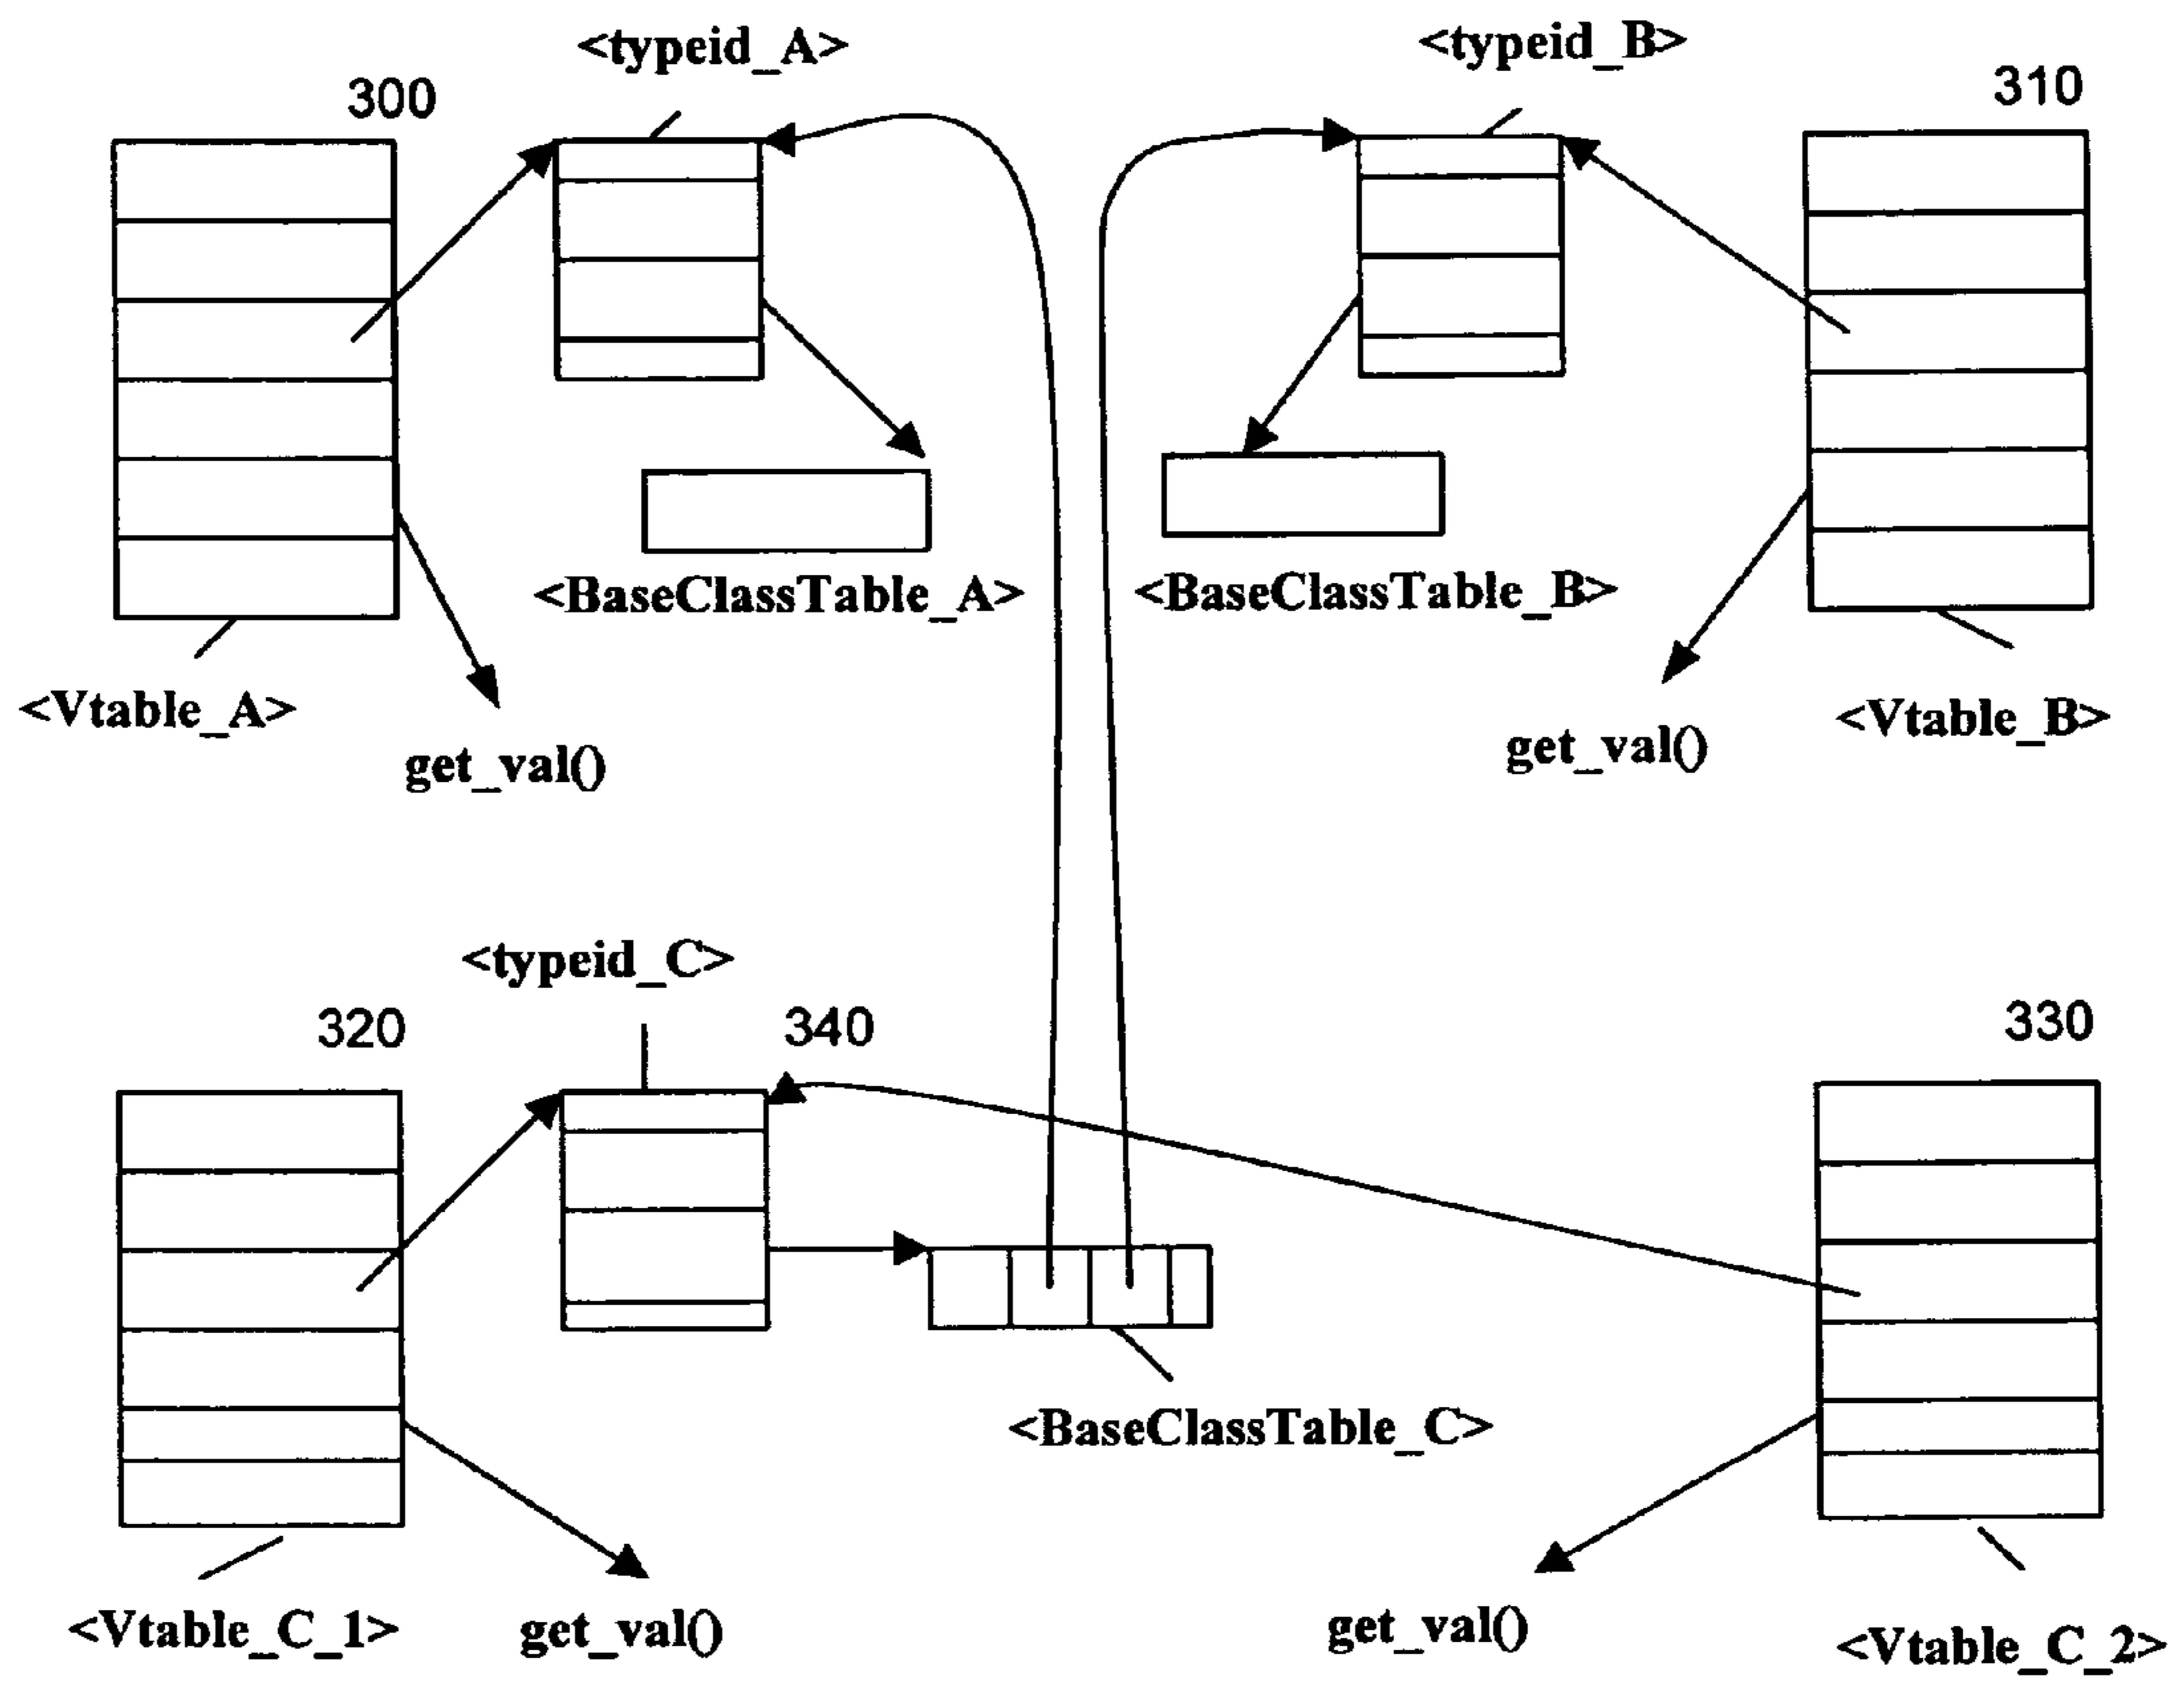 <typeid_A>
<typeid_B>
300
310
<BaseClassTable_A>
<BaseClassTable_B>
<Vtable_A>
<Vtable_B>
get_val()
get_val()
<typeid_C>
320
340
330
<BaseClassTable_C>
<Vtable_C_1>
get_val()
get_val()
<Vtable_C_2>